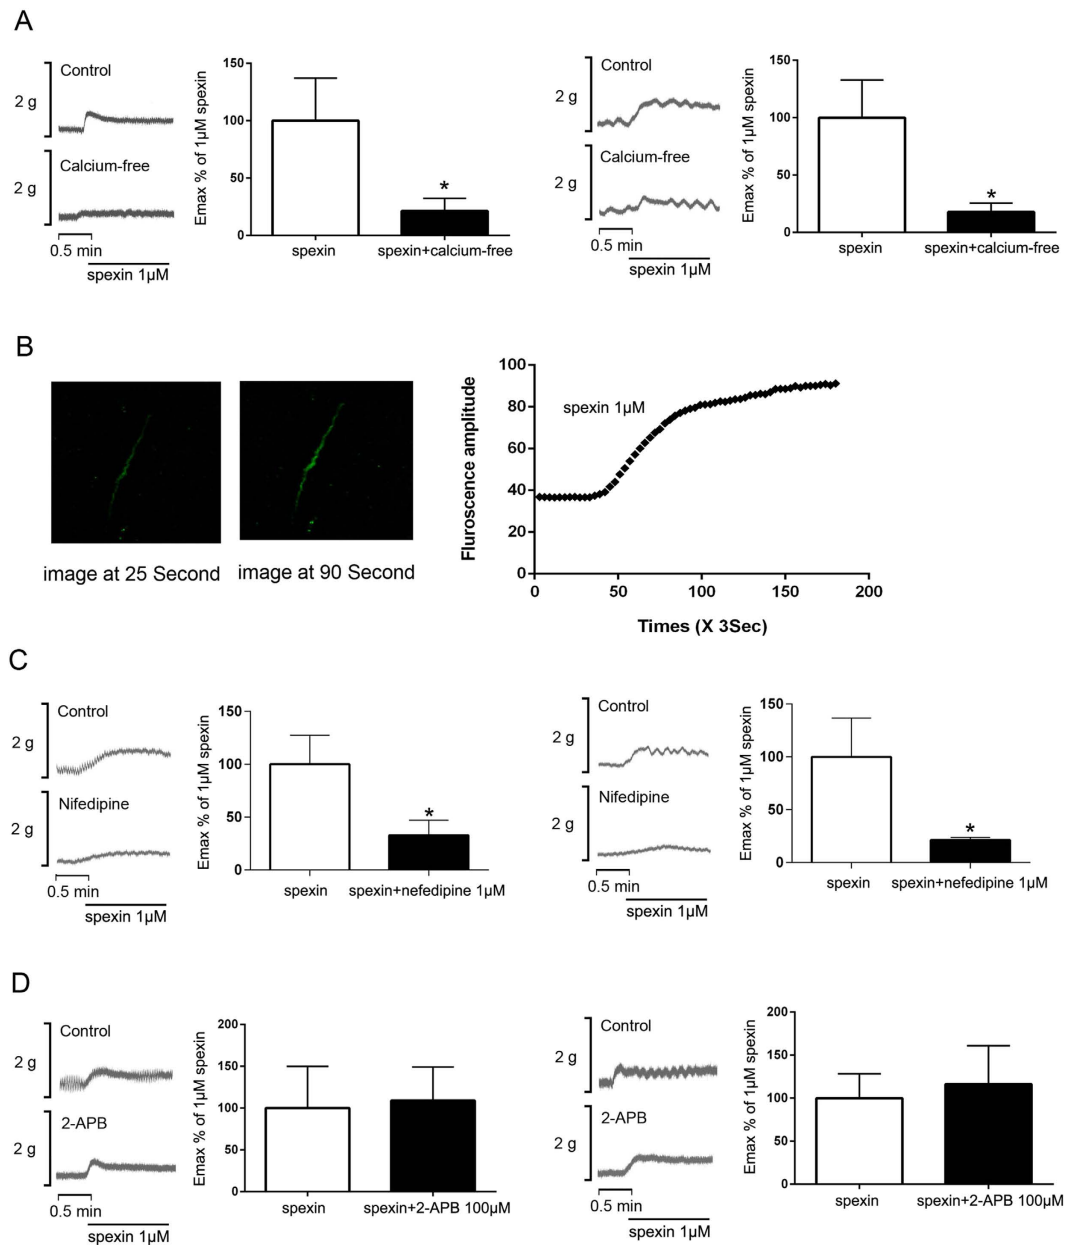 A
Control
2 g
Calcium-free
2 g
0.5 min
spexin 1μM
Emax % of 1μM spexin
150
100
50
0
spexin
spexin+calcium-free
Control
2 g
Calcium-free
2 g
0.5 min
spexin 1μM
Emax % of 1μM spexin
150
100
50
0
spexin
spexin+calcium-free
B
image at 25 Second
image at 90 Second
Fluroscence amplitude
100
80
60
40
20
0
spexin 1μM
0
50
100
150
200
Times (X 3Sec)
C
Control
2 g
Nifedipine
2 g
0.5 min
spexin 1μM
Emax % of 1μM spexin
150
100
50
0
spexin
spexin+nefedipine 1μM
Control
2 g
Nifedipine
2 g
0.5 min
spexin 1μM
Emax % of 1μM spexin
150
100
50
0
spexin
spexin+nefedipine 1μM
D
Control
2 g
2-APB
2 g
0.5 min
spexin 1μM
Emax % of 1μM spexin
200
150
100
50
0
spexin
spexin+2-APB 100μM
Control
2 g
2-APB
2 g
0.5 min
spexin 1μM
Emax % of 1μM spexin
200
150
100
50
0
spexin
spexin+2-APB 100μM